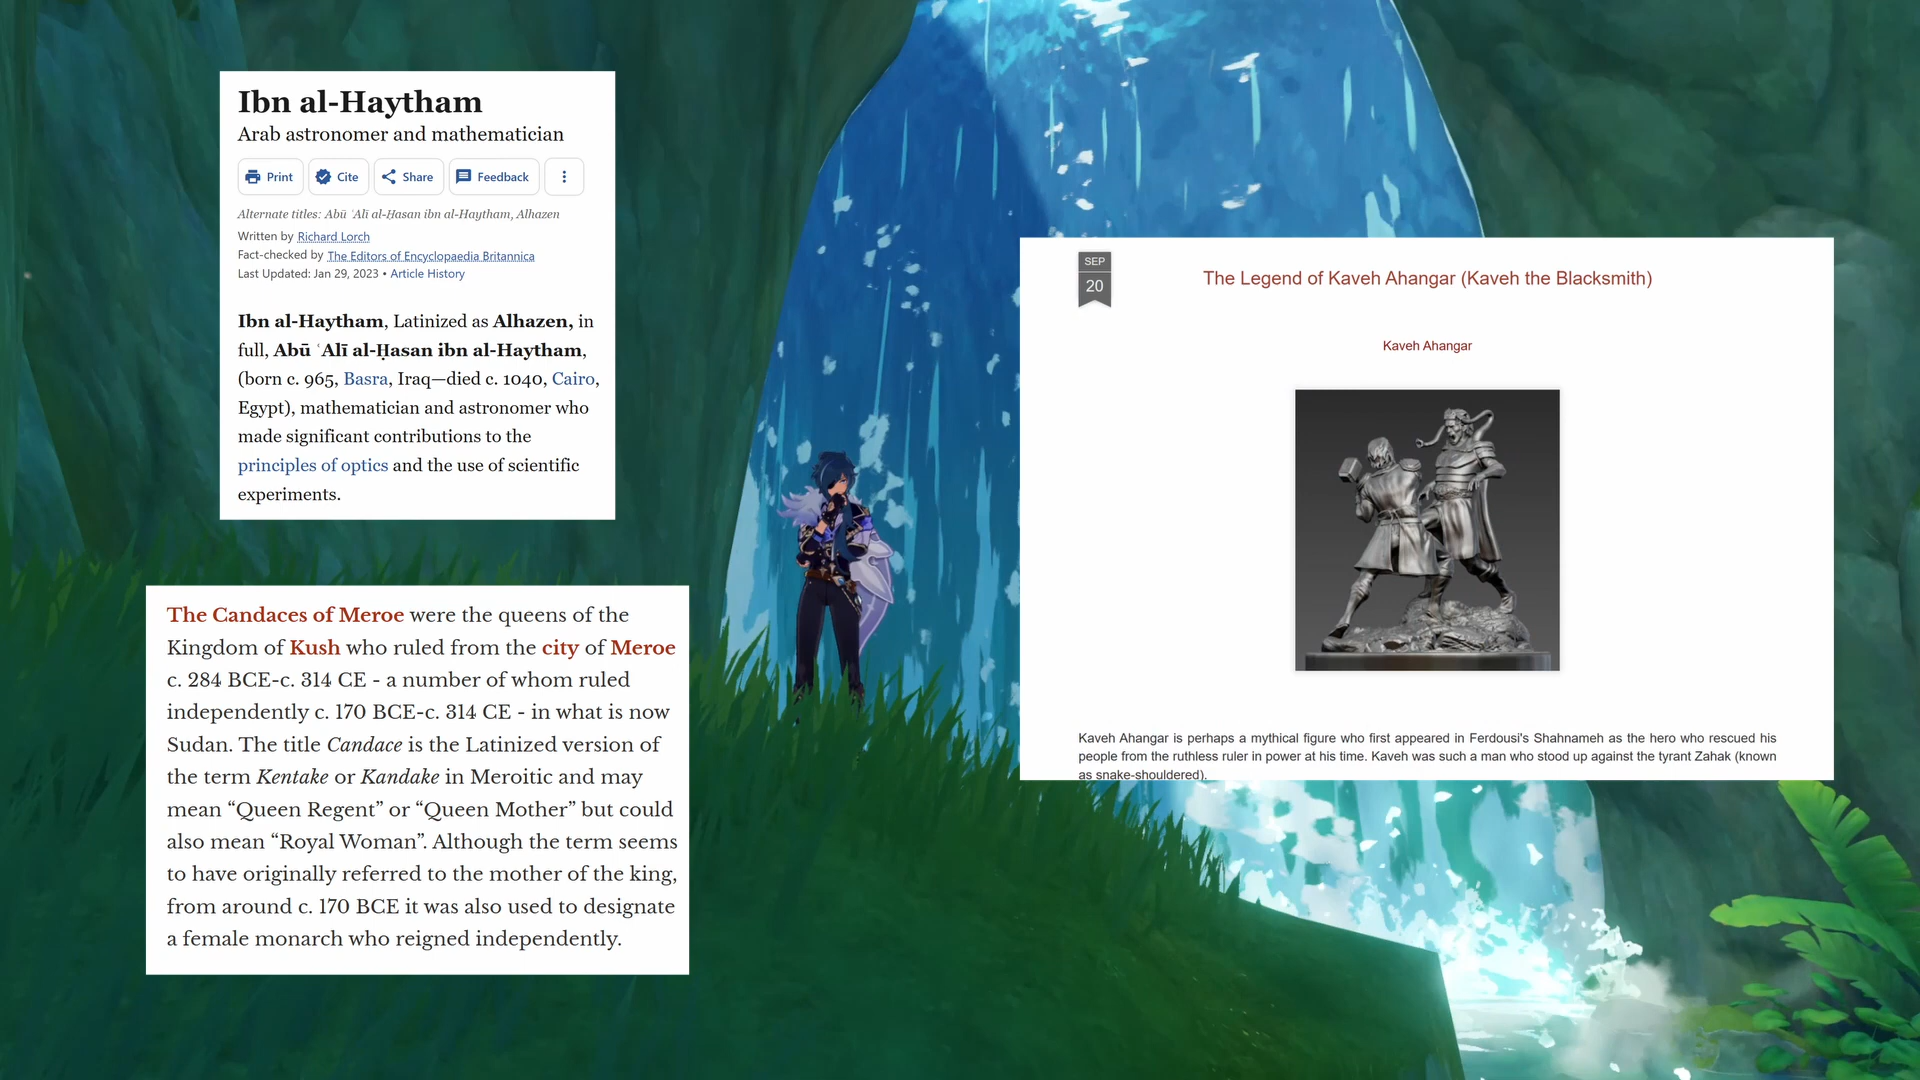 Ibn al-Haytham
Arab astronomer and mathematician
Print
Cite
Share
Feedback
Alternate titles: Abū ʿAlī al-Ḥasan ibn al-Haytham, Alhazen
Written by Richard Lorch
Fact-checked by The Editors of Encyclopaedia Britannica
Last Updated: Jan 29, 2023 • Article History
Ibn al-Haytham, Latinized as Alhazen, in
full, Abū ʿAlī al-Ḥasan ibn al-Haytham,
(born c. 965, Basra, Iraq—died c. 1040, Cairo,
Egypt), mathematician and astronomer who
made significant contributions to the
principles of optics and the use of scientific
experiments.
The Candaces of Meroe were the queens of the
Kingdom of Kush who ruled from the city of Meroe
c. 284 BCE-c. 314 CE - a number of whom ruled
independently c. 170 BCE-c. 314 CE - in what is now
Sudan. The title Candace is the Latinized version of
the term Kentake or Kandake in Meroitic and may
mean “Queen Regent” or “Queen Mother” but could
also mean “Royal Woman”. Although the term seems
to have originally referred to the mother of the king,
from around c. 170 BCE it was also used to designate
a female monarch who reigned independently.
SEP
20
The Legend of Kaveh Ahangar (Kaveh the Blacksmith)
Kaveh Ahangar
Kaveh Ahangar is perhaps a mythical figure who first appeared in Ferdousi's Shahnameh as the hero who rescued his
people from the ruthless ruler in power at his time. Kaveh was such a man who stood up against the tyrant Zahak (known
as snake-shouldered).